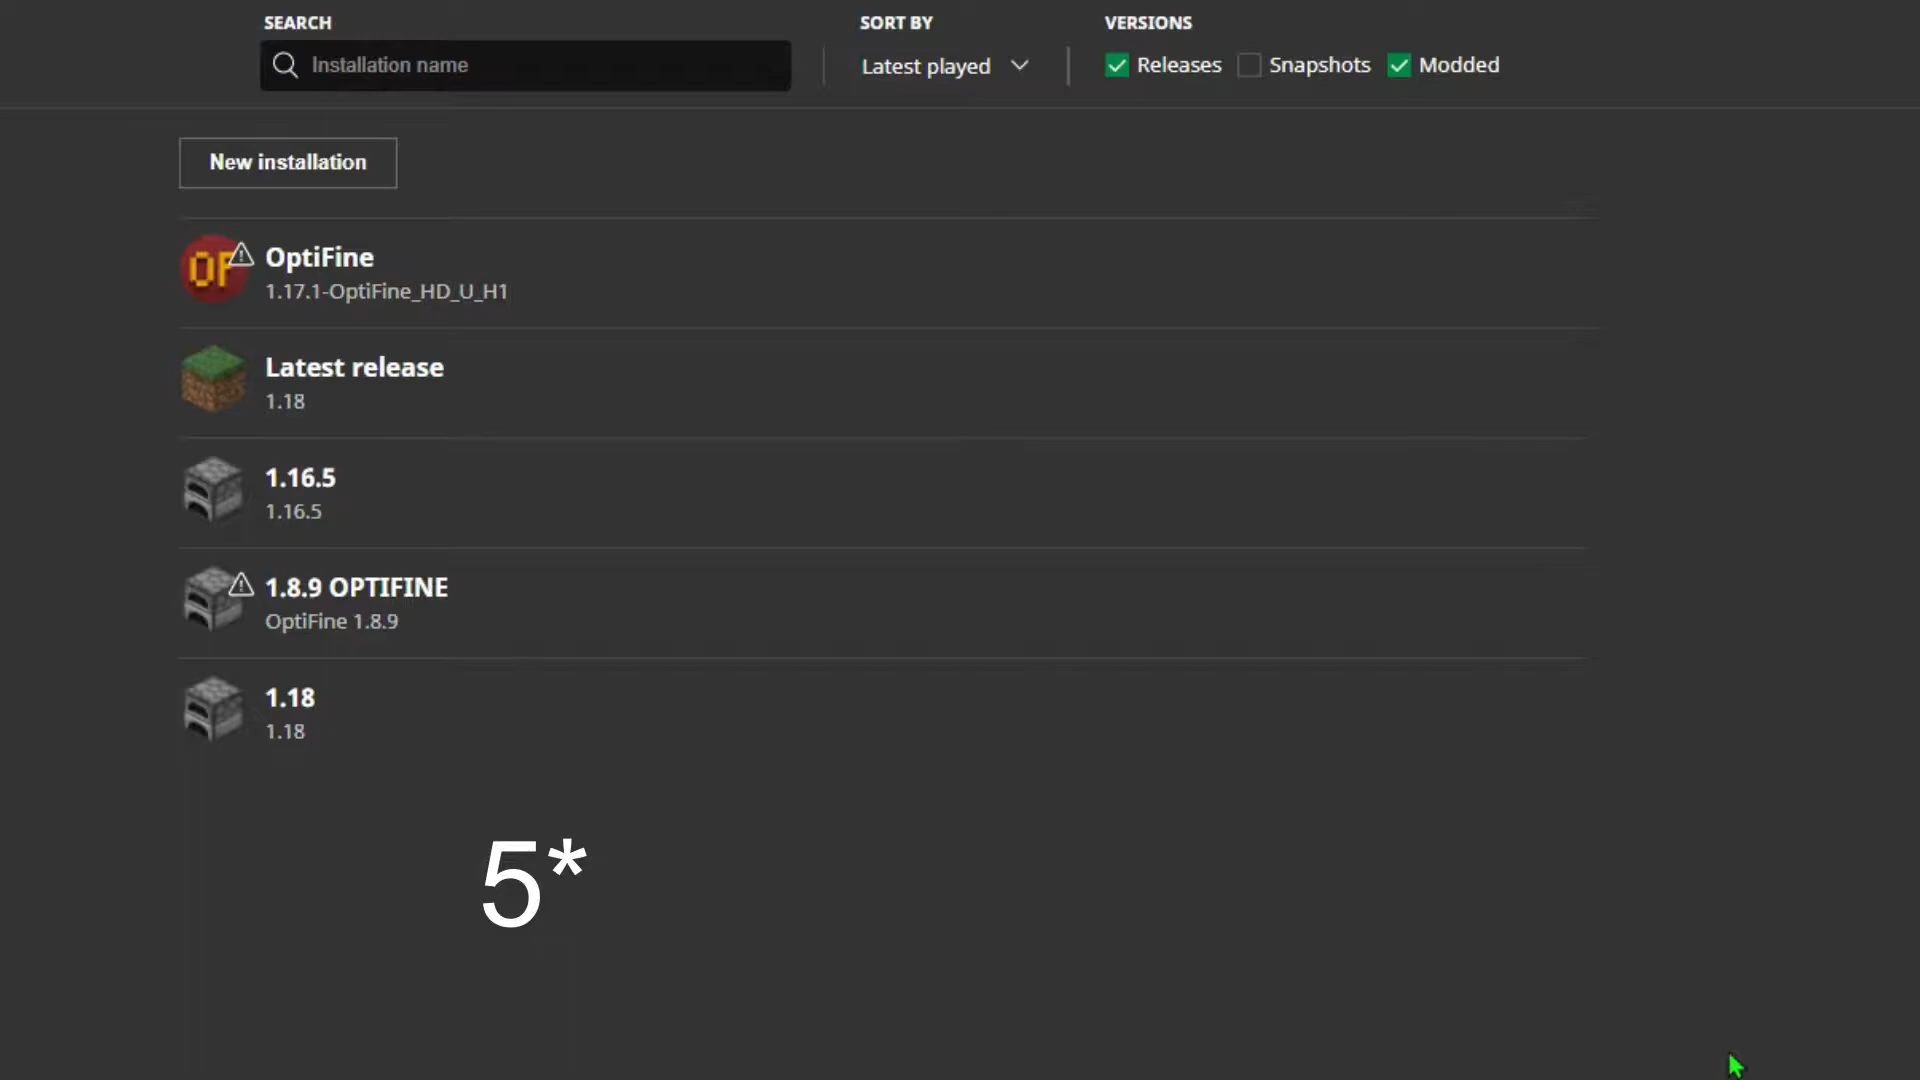 SEARCH
SORT BY
VERSIONS
Installation name
Latest played
Releases
Snapshots
Modded
New installation
OF
OptiFine
1.17.1-OptiFine_HD_U_H1
Latest release
1.18
1.16.5
1.16.5
1.8.9 OPTIFINE
OptiFine 1.8.9
1.18
1.18
5*